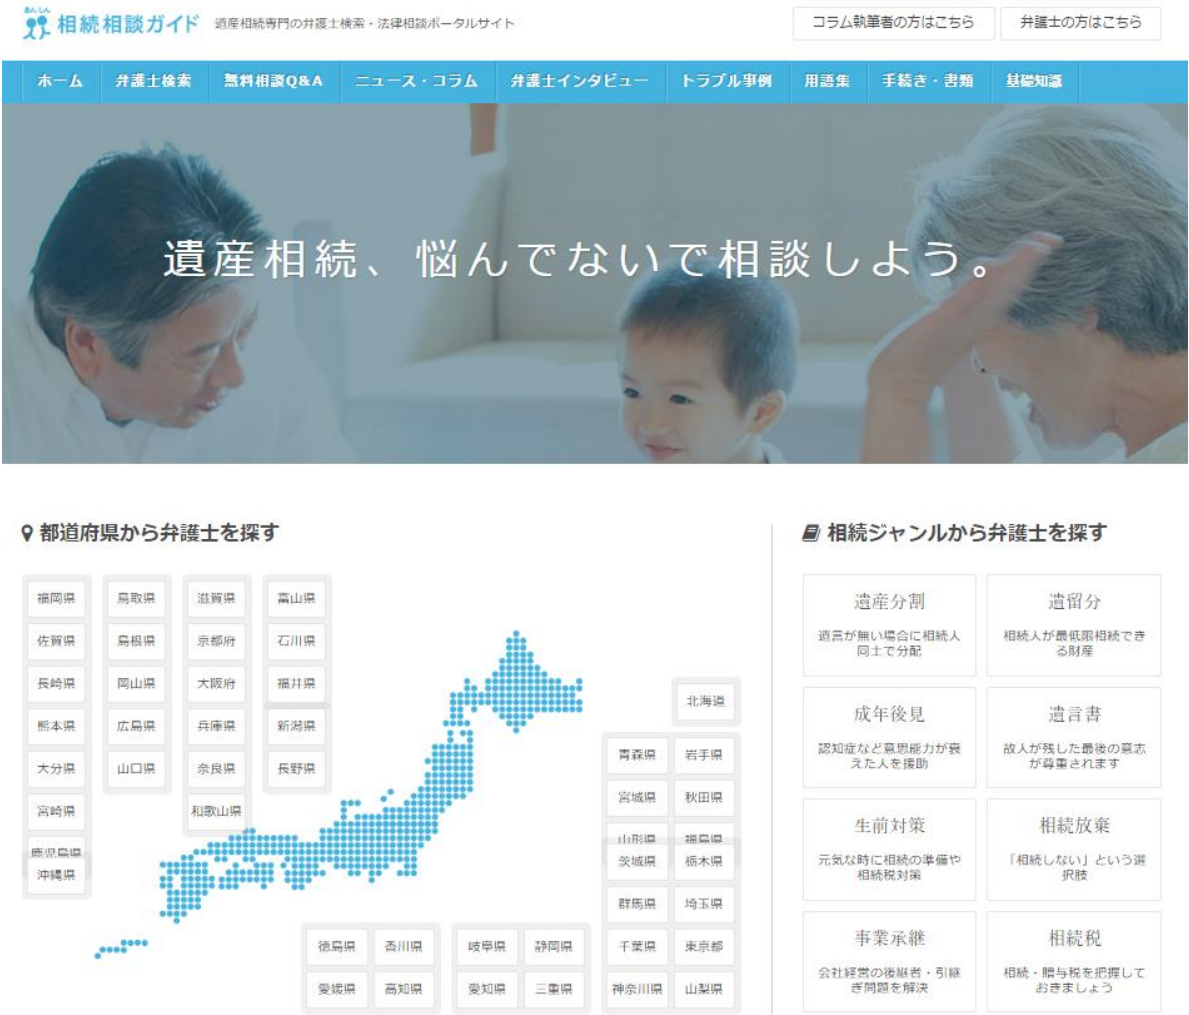 あんしん
相続相談ガイド
遺産相続専門の弁護士検索・法律相談ポータルサイト
コラム執筆者の方はこちら
弁護士の方はこちら
ホーム
弁護士検索
無料相談Q&A
ニュース・コラム
弁護士インタビュー
トラブル事例
用語集
手続き・書類
基礎知識
遺産相続、悩んでないで相談しよう。
都道府県から弁護士を探す
福岡県
佐賀県
長崎県
熊本県
大分県
宮崎県
鹿児島県
沖縄県
鳥取県
島根県
岡山県
広島県
山口県
滋賀県
京都府
大阪府
兵庫県
奈良県
和歌山県
富山県
石川県
福井県
新潟県
長野県
北海道
青森県
岩手県
宮城県
秋田県
山形県
福島県
茨城県
栃木県
群馬県
埼玉県
千葉県
東京都
神奈川県
山梨県
徳島県
香川県
愛媛県
高知県
岐阜県
静岡県
愛知県
三重県
相続ジャンルから弁護士を探す
遺産分割
遺言が無い場合に相続人
同士で分配
遺留分
相続人が最低限相続でき
る財産
成年後見
認知症など意思能力が衰
えた人を援助
遺言書
故人が残した最後の意志
が尊重されます
生前対策
元気な時に相続の準備や
相続税対策
相続放棄
「相続しない」という選
択肢
事業承継
会社経営の後継者・引継
ぎ問題を解決
相続税
相続・贈与税を把握して
おきましょう